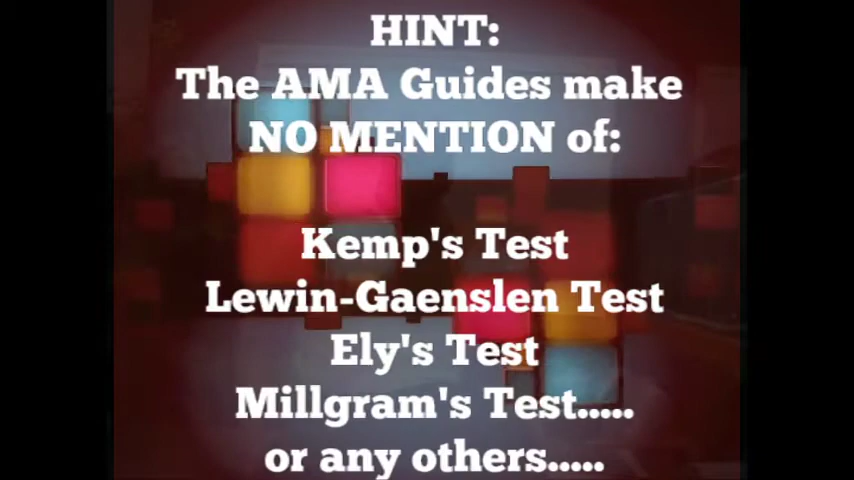 HINT:
The AMA Guides make
NO MENTION of:
Kemp's Test
Lewin-Gaenslen Test
Ely's Test
Millgram's Test.....
or any others.....